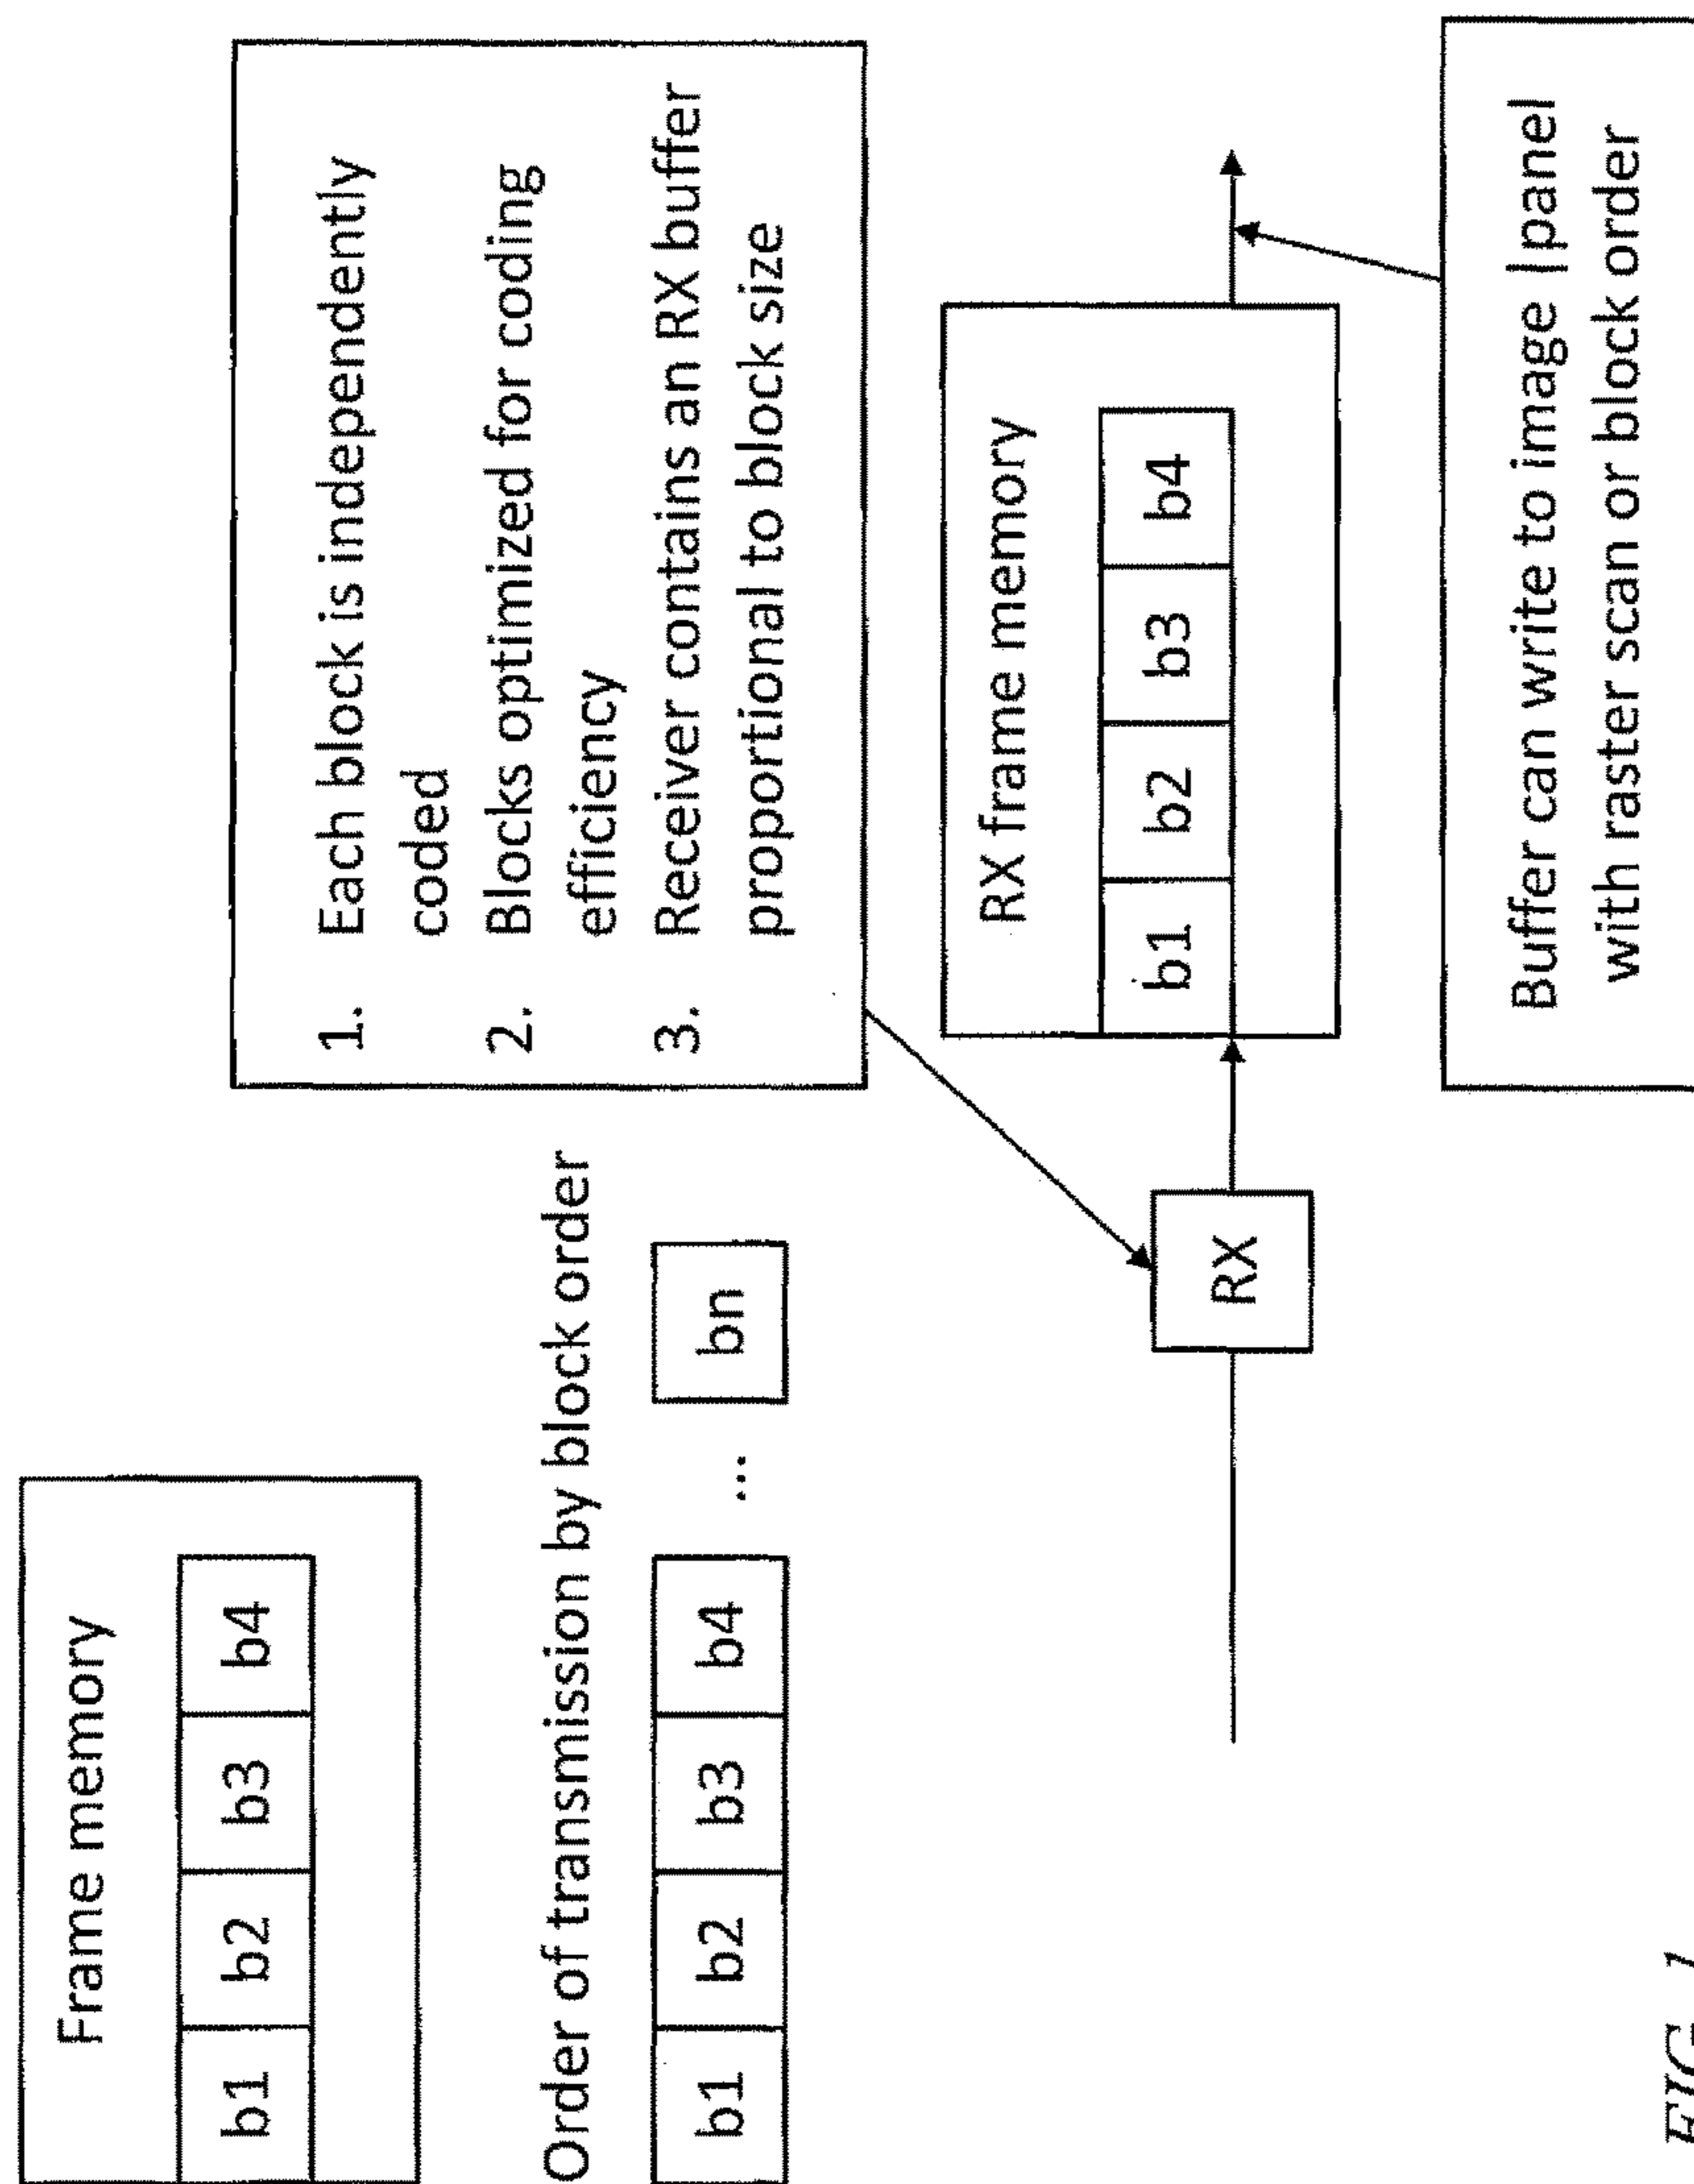 Frame memory
b1 b2 b3 b4
Order of transmission by block order
b1 b2 b3 b4 ... bn
1. Each block is independently
coded
2. Blocks optimized for coding
efficiency
3. Receiver contains an RX buffer
proportional to block size
RX
RX frame memory
b1 b2 b3 b4
Buffer can write to image |panel
with raster scan or block order
FIG. 1